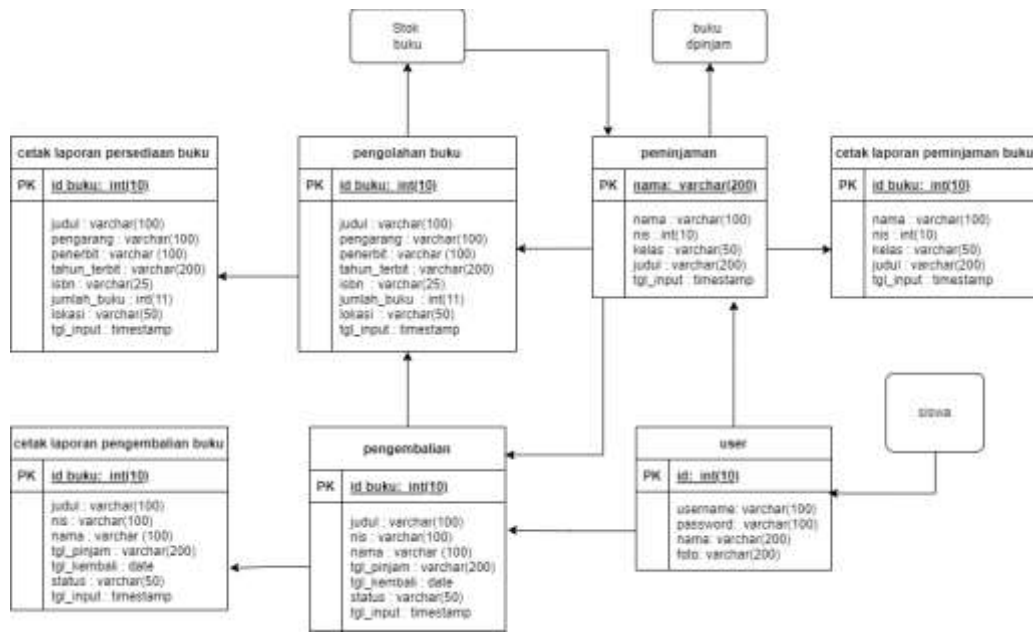 Stok
buku
buku
dpinjam
cetak laporan persediaan buku
PK
id buku: int(10)
judul : varchar(100)
pengarang : varchar(100)
penerbit : varchar (100)
tahun_terbit : varchar(200)
isbn : varchar(25)
jumlah_buku : int(11)
lokasi : varchar(50)
tgl_input : timestamp
pengolahan buku
PK
id buku: int(10)
judul : varchar(100)
pengarang : varchar(100)
penerbit : varchar (100)
tahun_terbit : varchar(200)
isbn : varchar(25)
jumlah_buku : int(11)
lokasi : varchar(50)
tgl_input : timestamp
peminjaman
PK
nama: varchar(200)
nama : varchar(100)
nis : int(10)
kelas : varchar(50)
judul : varchar(200)
tgl_input : timestamp
cetak laporan peminjaman buku
PK
id buku: int(10)
nama : varchar(100)
nis : int(10)
kelas : varchar(50)
judul : varchar(200)
tgl_input : timestamp
cetak laporan pengembalian buku
PK
id buku: int(10)
judul : varchar(100)
nis : varchar(100)
nama : varchar (100)
tgl_pinjam : varchar(200)
tgl_kembali : date
status : varchar(50)
tgl_input : timestamp
pengembalian
PK
id buku: int(10)
judul : varchar(100)
nis : varchar(100)
nama : varchar (100)
tgl_pinjam : varchar(200)
tgl_kembali : date
status : varchar(50)
tgl_input : timestamp
user
PK
id: int(10)
username: varchar(100)
password: varchar(100)
nama: varchar(200)
foto: varchar(200)
siswa